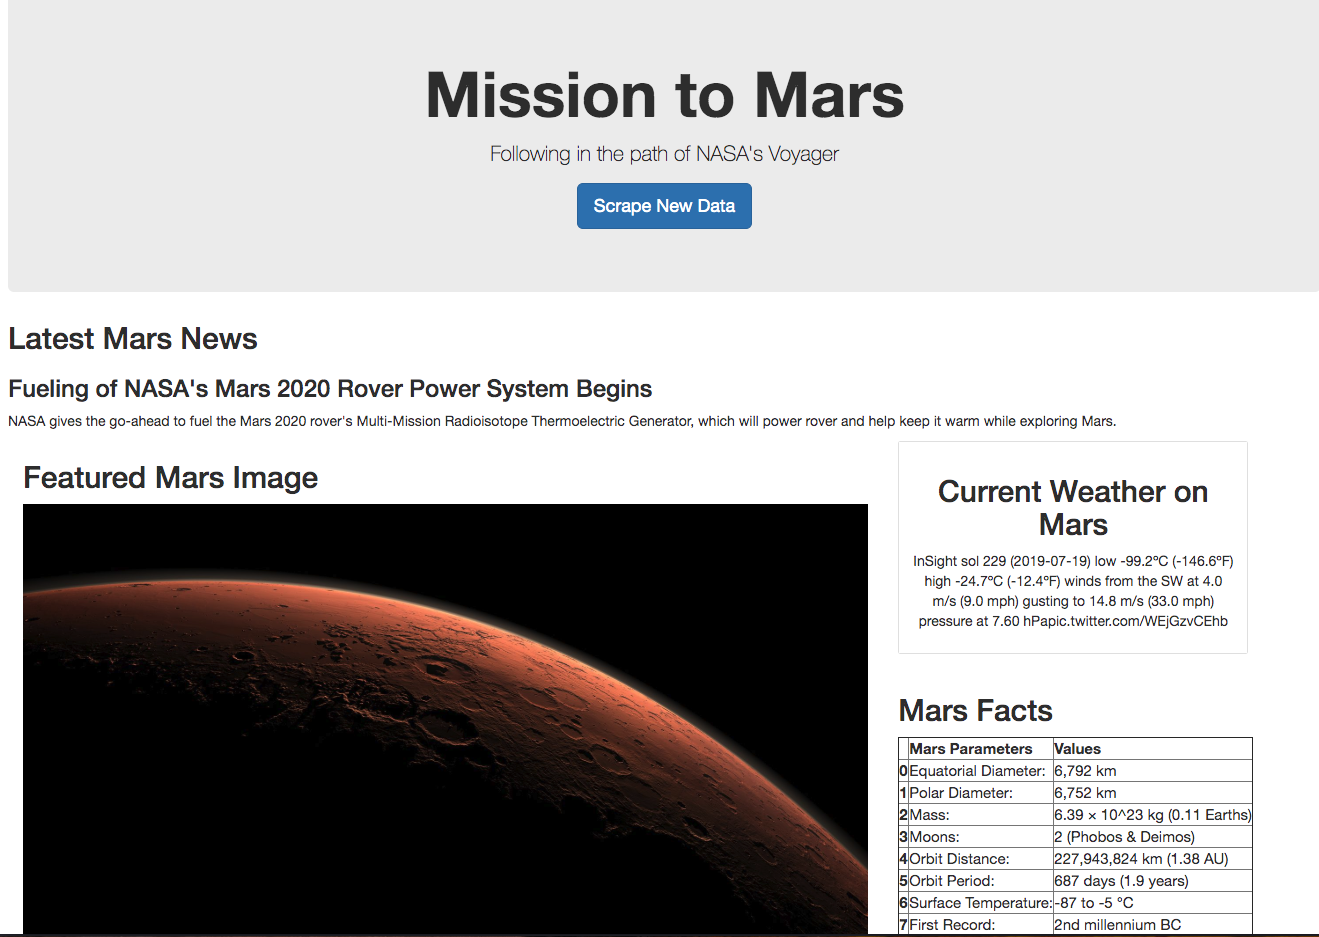 Mission to Mars
Following in the path of NASA's Voyager
Scrape New Data
Latest Mars News
Fueling of NASA's Mars 2020 Rover Power System Begins
NASA gives the go-ahead to fuel the Mars 2020 rover's Multi-Mission Radioisotope Thermoelectric Generator, which will power rover and help keep it warm while exploring Mars.
Featured Mars Image
Current Weather on
Mars
InSight sol 229 (2019-07-19) low -99.2ºC (-146.6ºF)
high -24.7ºC (-12.4ºF) winds from the SW at 4.0
m/s (9.0 mph) gusting to 14.8 m/s (33.0 mph)
pressure at 7.60 hPapic.twitter.com/WEjGzvCEhb
Mars Facts
Mars Parameters Values
0 Equatorial Diameter: 6,792 km
1 Polar Diameter: 6,752 km
2 Mass: 6.39 × 10^23 kg (0.11 Earths)
3 Moons: 2 (Phobos & Deimos)
4 Orbit Distance: 227,943,824 km (1.38 AU)
5 Orbit Period: 687 days (1.9 years)
6 Surface Temperature: -87 to -5 °C
7 First Record: 2nd millennium BC